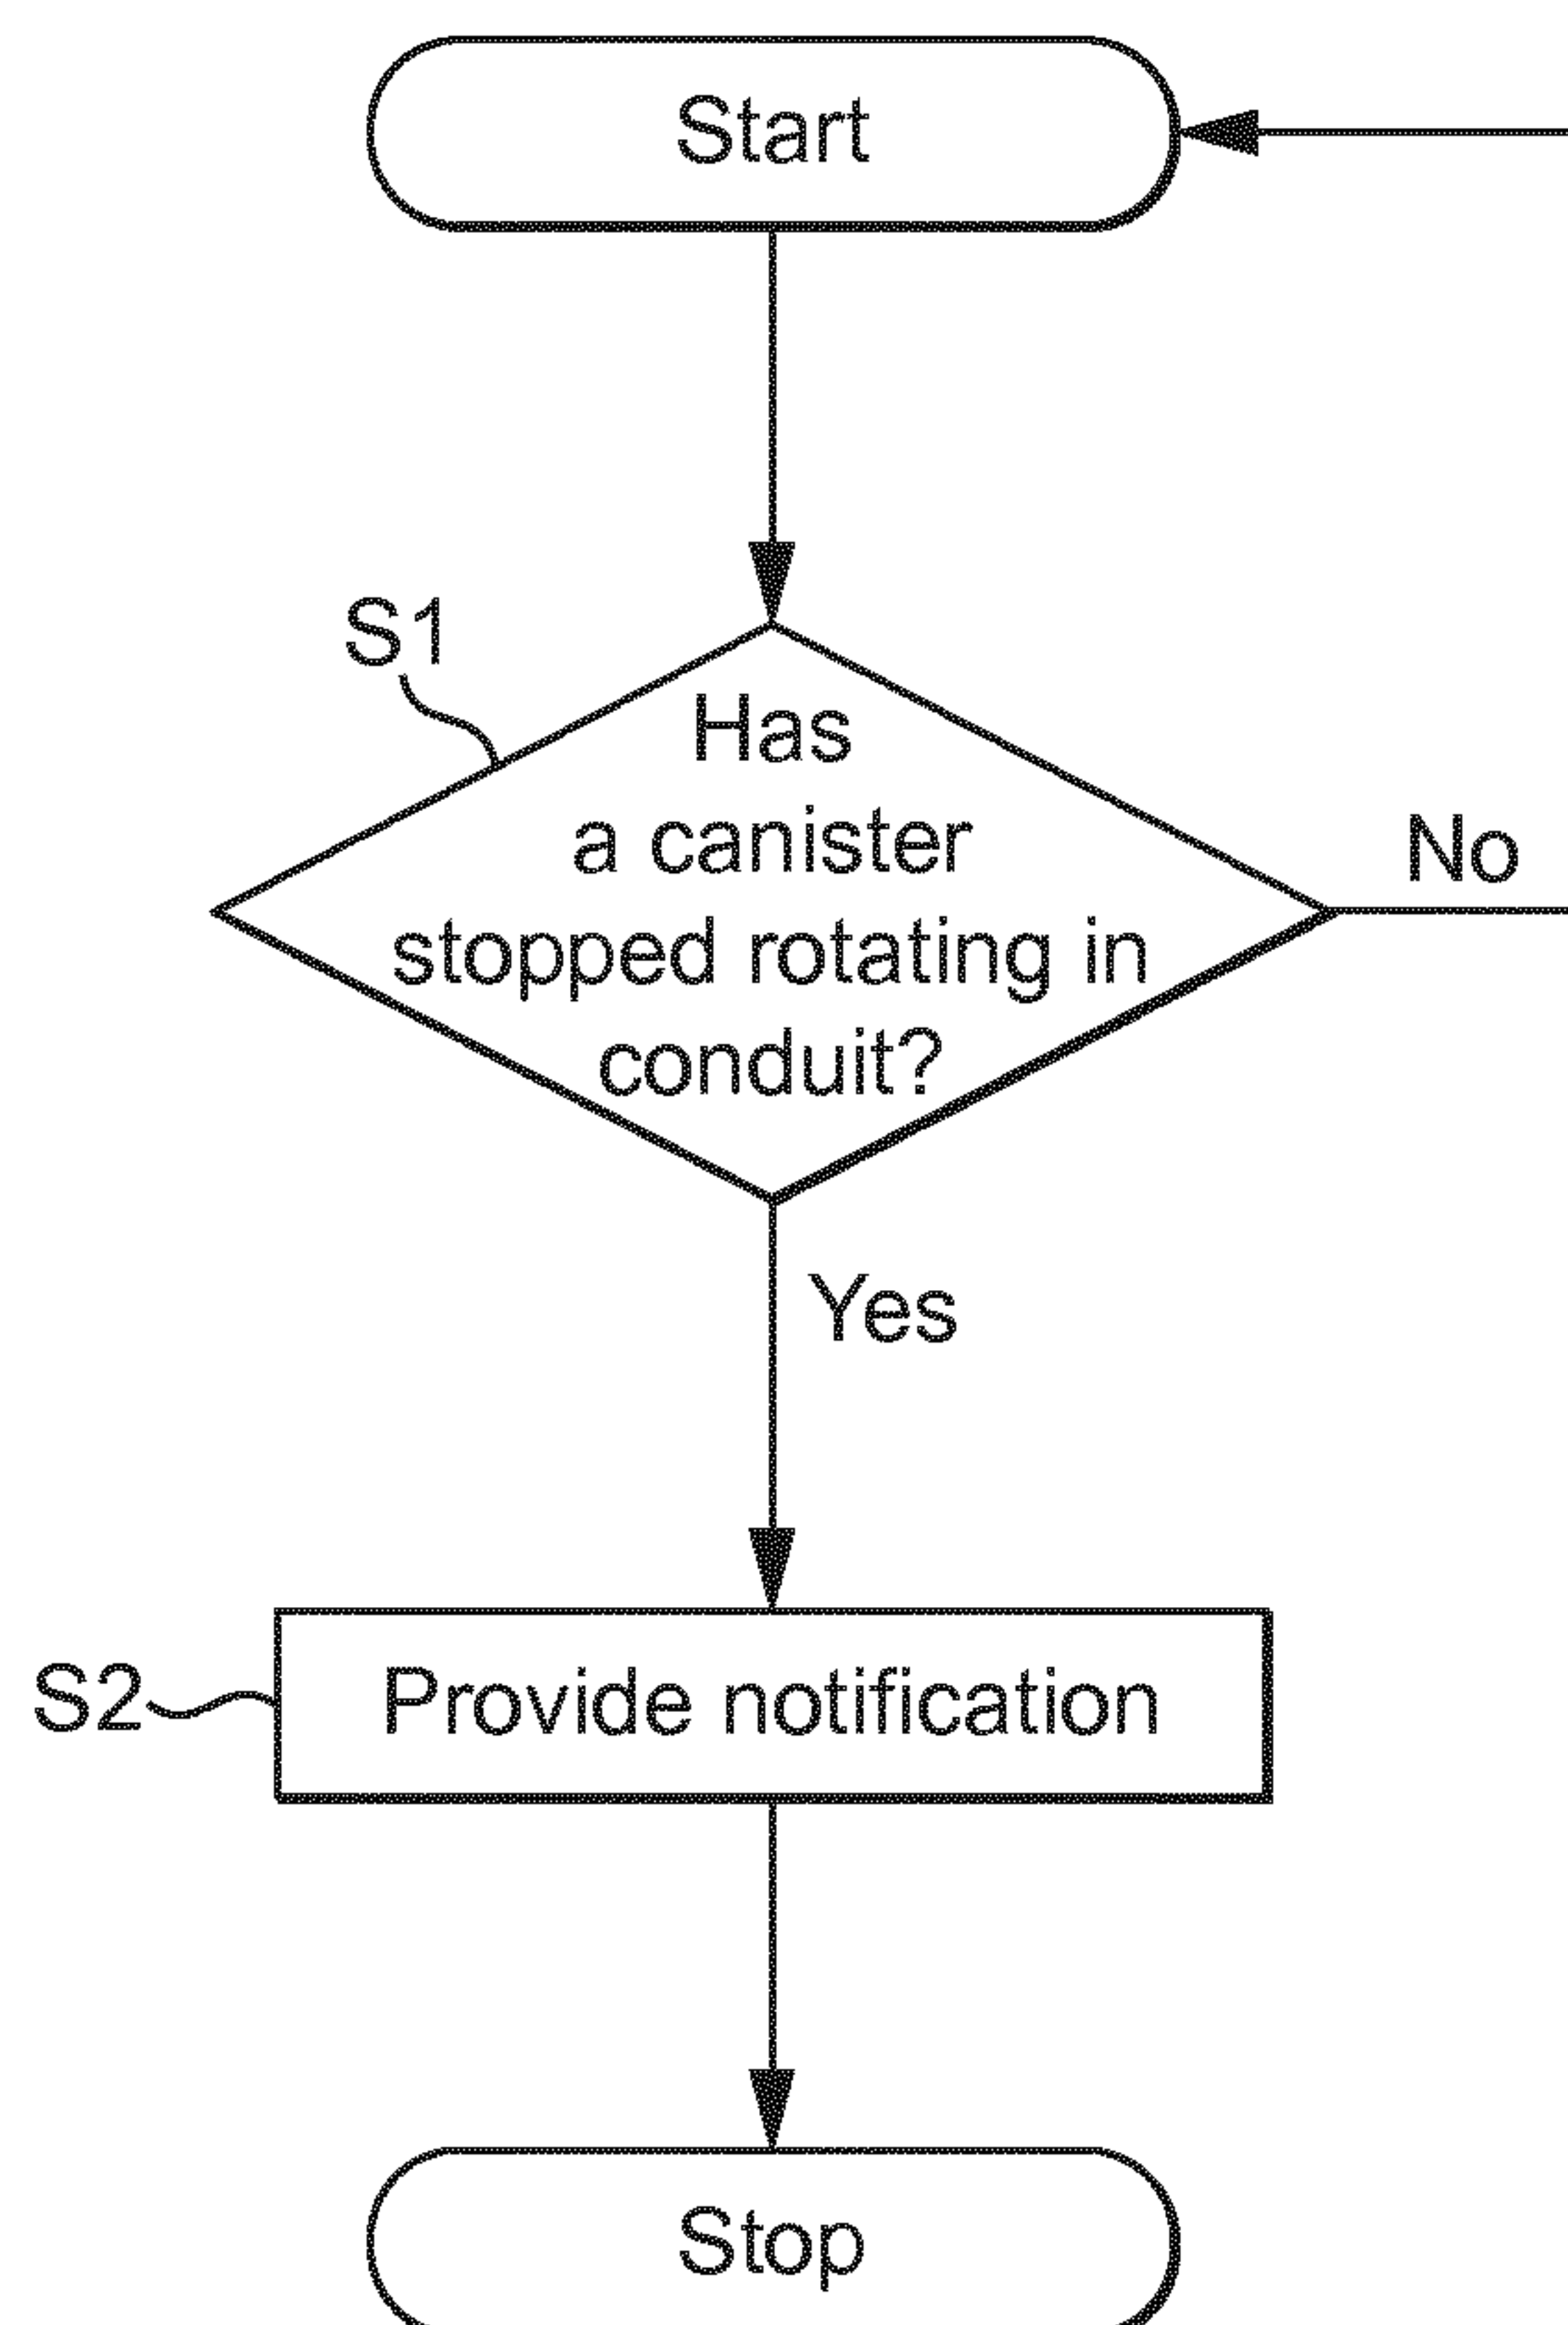 Start
S1
Has
a canister
stopped rotating in
conduit?
No
Yes
S2
Provide notification
Stop